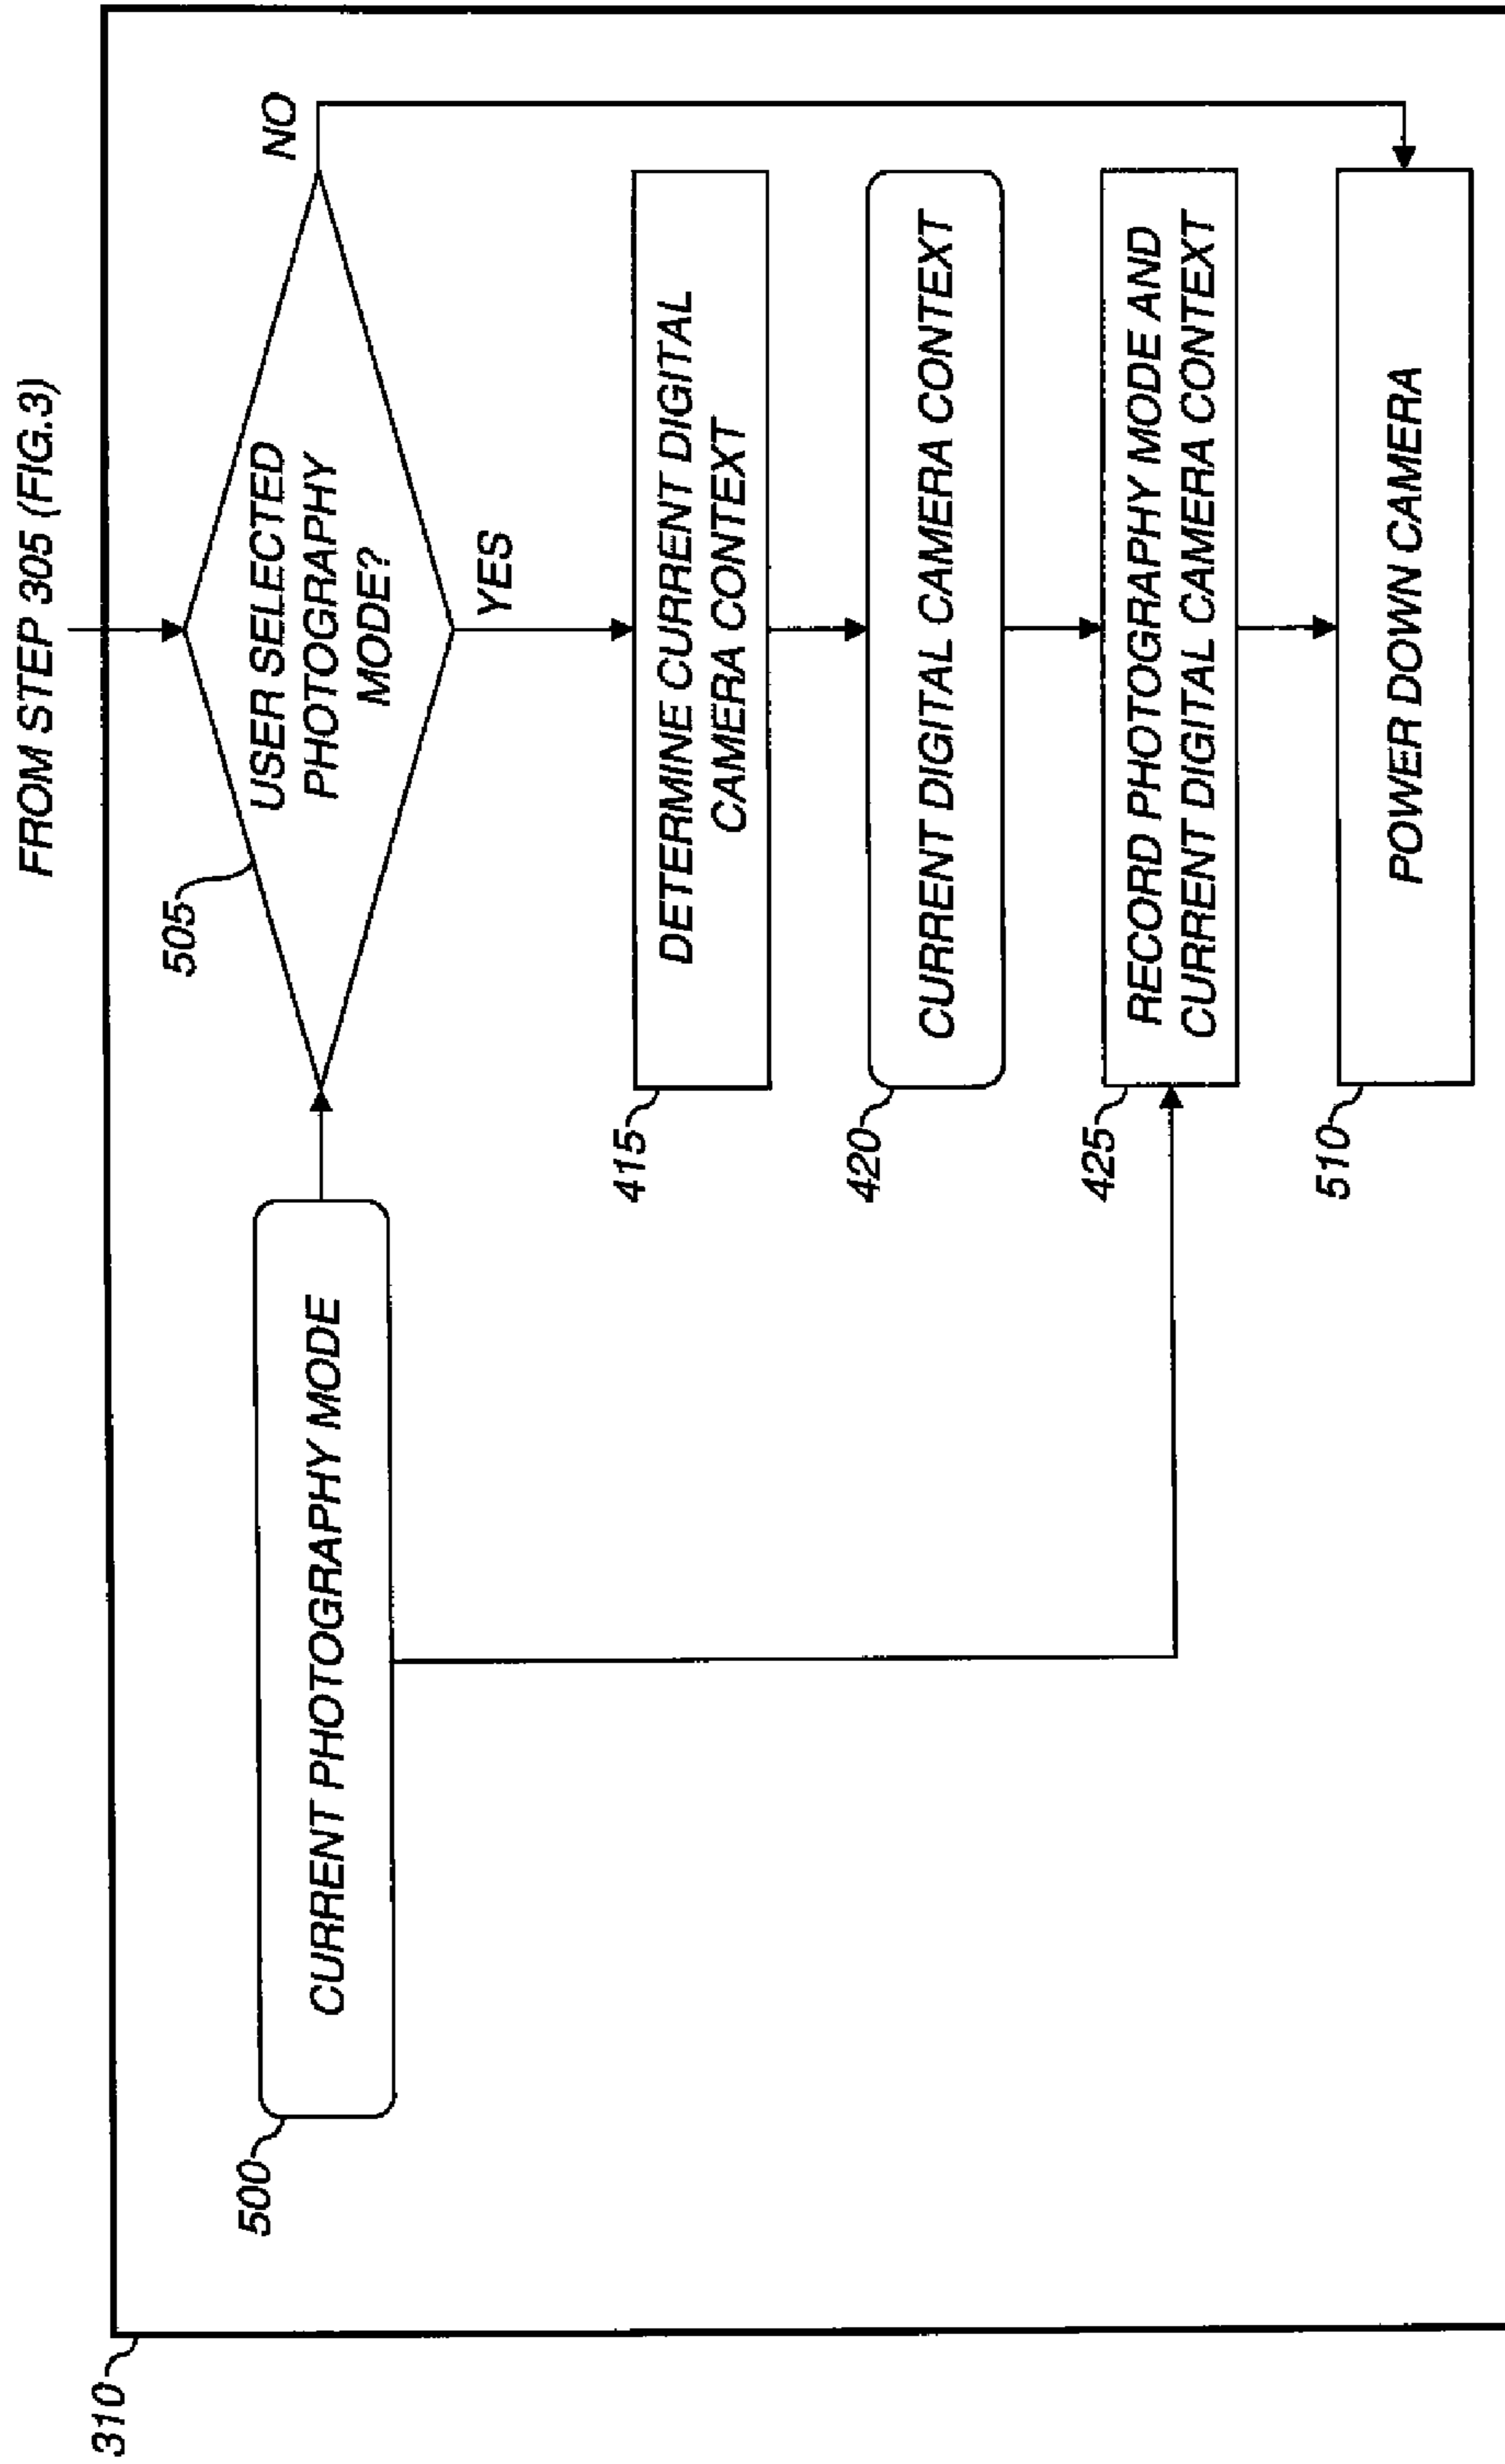 FROM STEP 305 (FIG.3)
310
500
CURRENT PHOTOGRAPHY MODE
505
USER SELECTED
PHOTOGRAPHY
MODE?
NO
YES
415
DETERMINE CURRENT DIGITAL
CAMERA CONTEXT
420
CURRENT DIGITAL CAMERA CONTEXT
425
RECORD PHOTOGRAPHY MODE AND
CURRENT DIGITAL CAMERA CONTEXT
510
POWER DOWN CAMERA